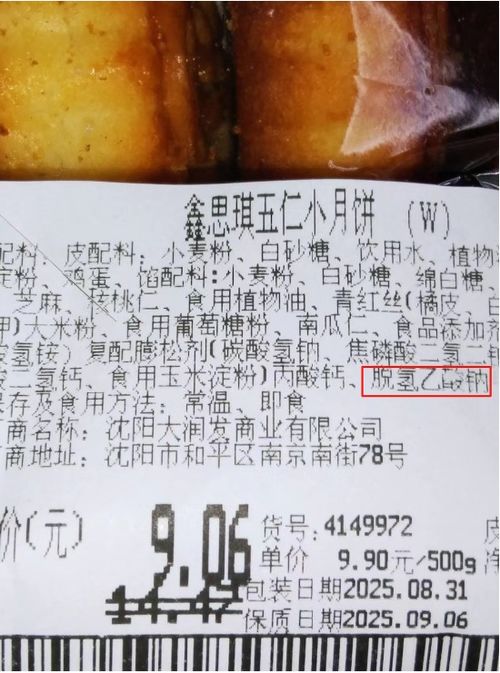 鑫思琪五仁小月饼 (W)
配料、皮配料:小麦粉、白砂糖、饮用水、植物
淀粉、鸡蛋、馅配料:小麦粉、白砂糖、绵白糖、
芝麻、核桃仁、食用植物油、青红丝(橘皮、
甲)大米粉、食用葡萄糖粉、南瓜仁、食品添加
酸氢铵)复配膨松剂(碳酸氢钠、焦磷酸二氢二
酸二氢钙、食用玉米淀粉)丙酸钙、脱氢乙酸钠
保存及食用方法:常温、即食
商名称:沈阳大润发商业有限公司
商地址:沈阳市和平区南京南街78号
价(元) 9.06
货号:4149972
单价 9.90元/500g
包装日期2025.08.31
保质日期2025.09.06